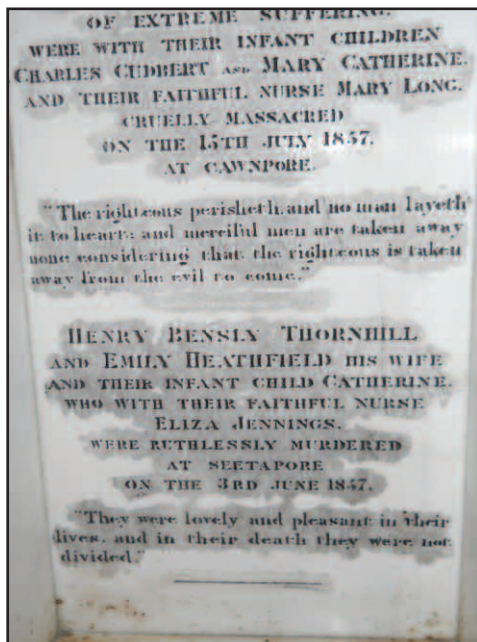 OF EXTREME SUFFERING.
WERE WITH THEIR INFANT CHILDREN
CHARLES CUDBERT AND MARY CATHERINE.
AND THEIR FAITHFUL NURSE MARY LONG.
CRUELLY MASSACRED
ON THE 15TH JULY 1857.
AT CAWNPORE.
"The righteous perisheth, and no man layeth
it to heart: and merciful men are taken away
none considering that the righteous is taken
away from the evil to come."
HENRY BENSLY THORNHILL
AND EMILY HEATHFIELD HIS WIFE
AND THEIR INFANT CHILD CATHERINE.
WHO WITH THEIR FAITHFUL NURSE
ELIZA JENNINGS.
WERE RUTHLESSLY MURDERED
AT SEETAPORE
ON THE 3RD JUNE 1857.
"They were lovely and pleasant in their
lives, and in their death they were not
divided."